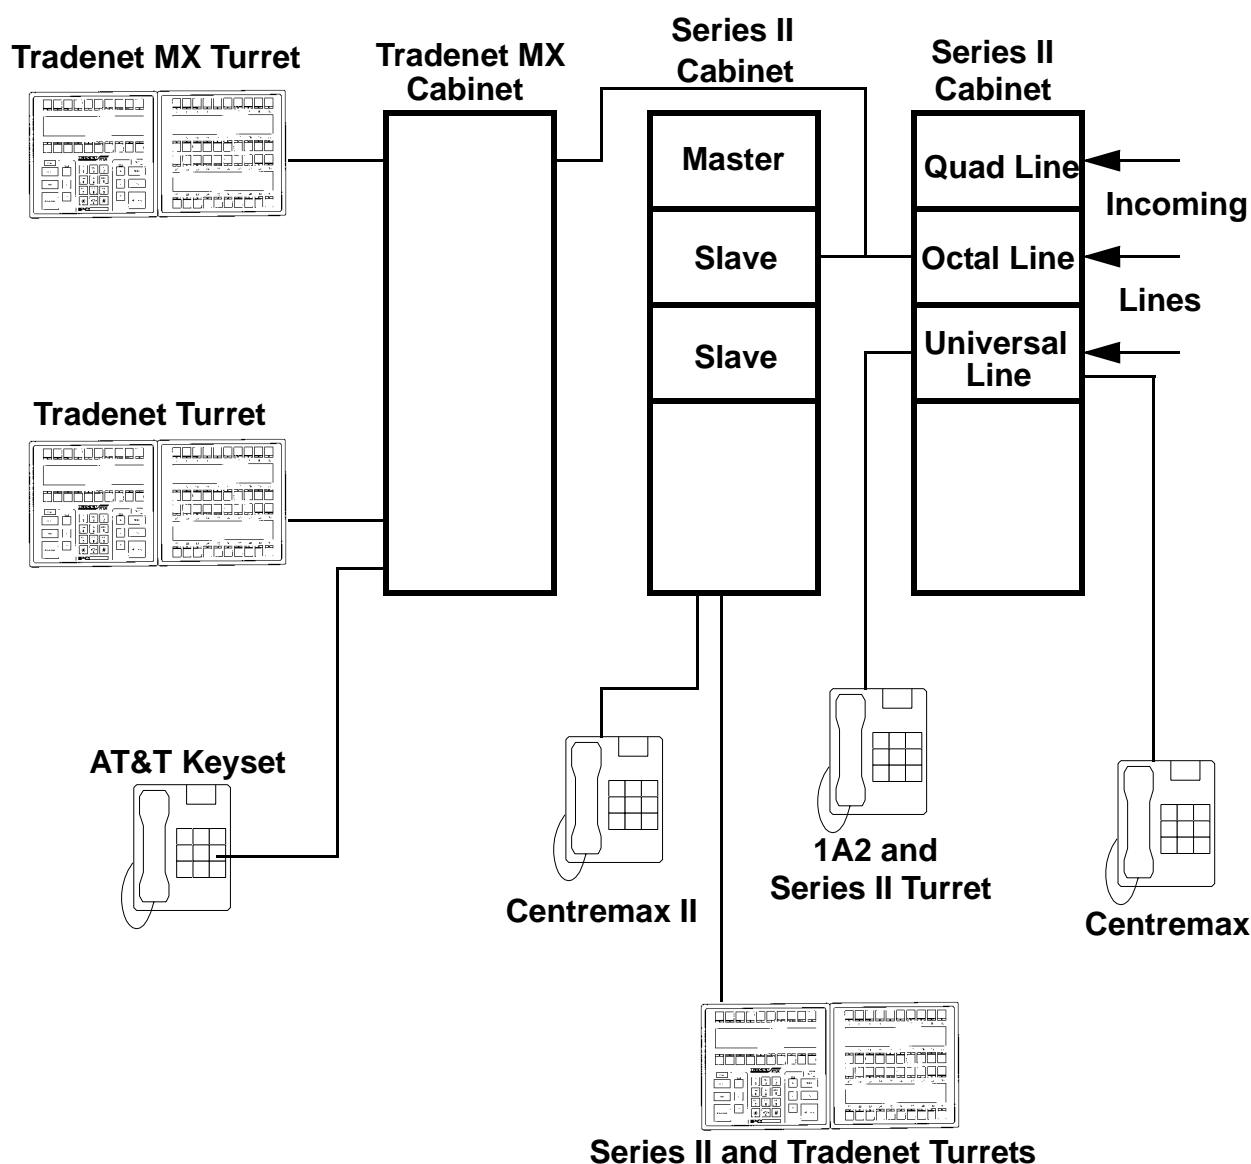 Tradenet MX Turret
Tradenet MX
Cabinet
Series II
Cabinet
Series II
Cabinet
Master
Slave
Slave
Quad Line
Octal Line
Universal
Line
Incoming
Lines
Tradenet Turret
AT&T Keyset
Centremax II
1A2 and
Series II Turret
Centremax
Series II and Tradenet Turrets